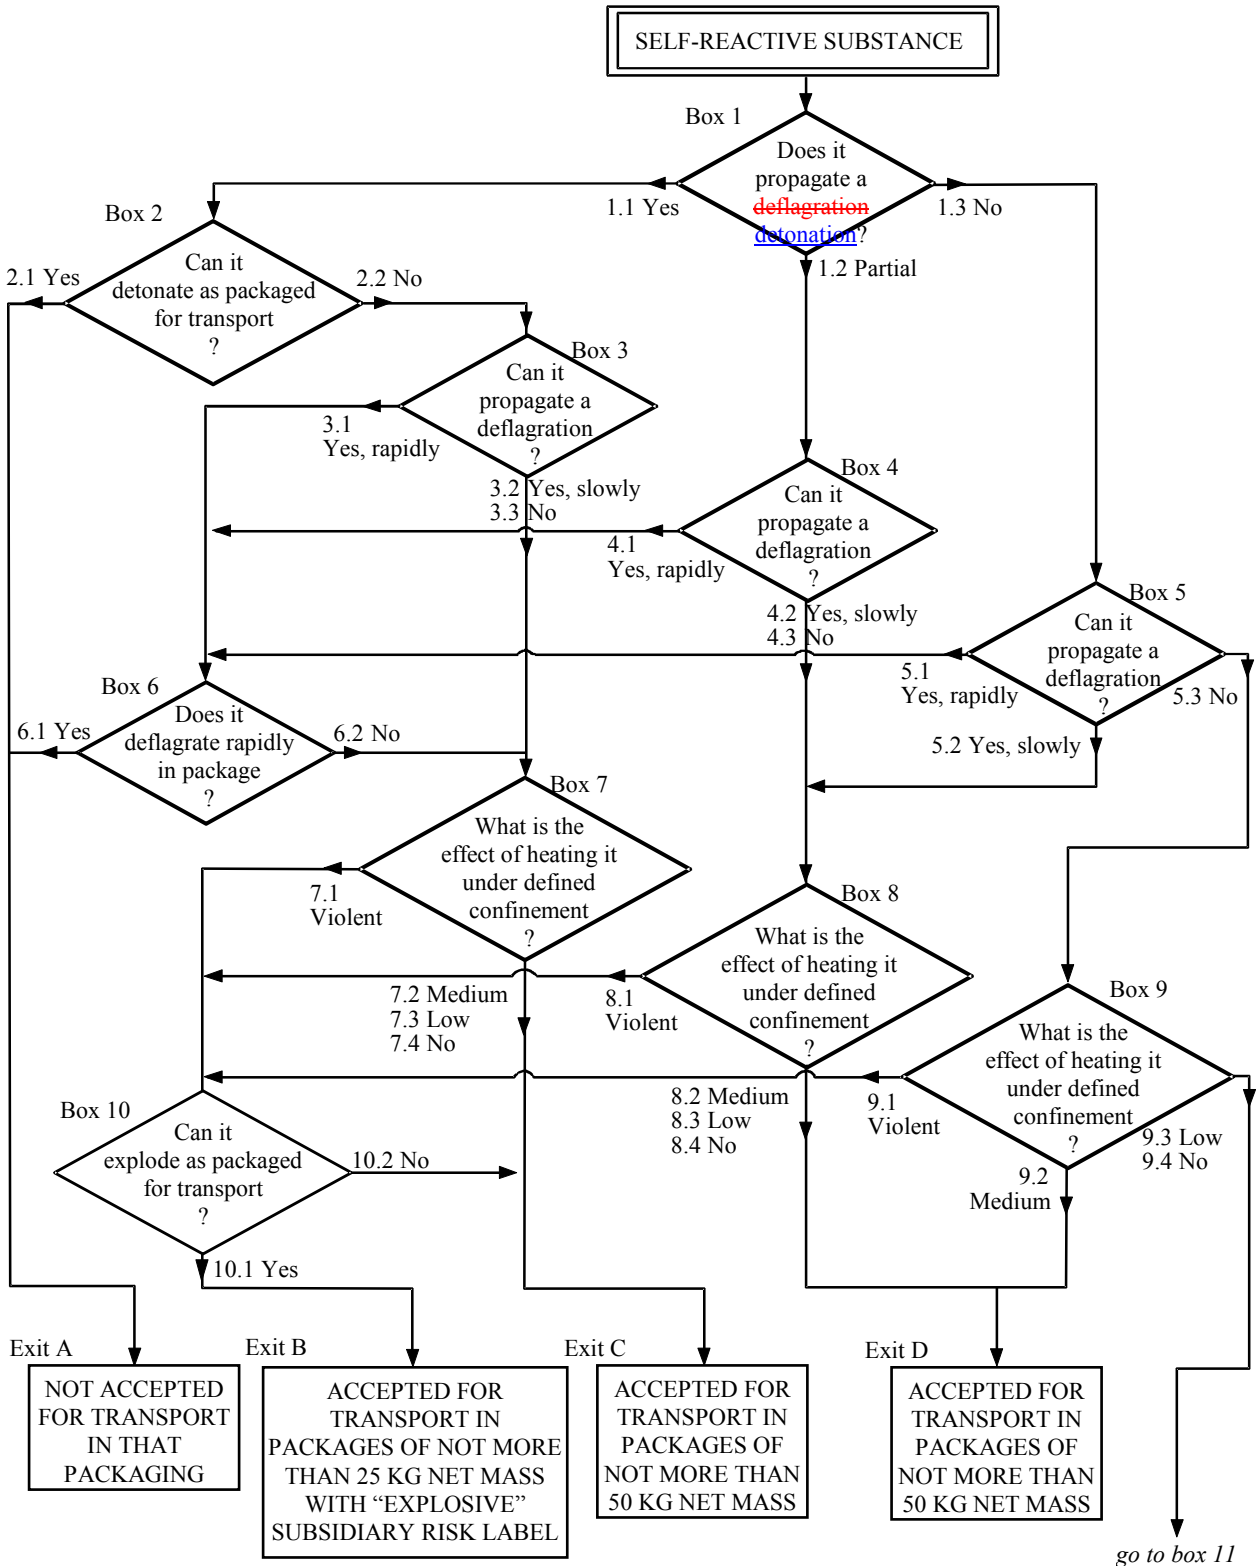 SELF-REACTIVE SUBSTANCE
Box 1
Does it
propagate a
deflagration
detonation?
1.1 Yes
1.3 No
1.2 Partial
Box 2
Can it
detonate as packaged
for transport
?
2.1 Yes
2.2 No
Box 3
Can it
propagate a
deflagration
?
3.1
Yes, rapidly
3.2 Yes, slowly
3.3 No
Box 4
Can it
propagate a
deflagration
?
4.1
Yes, rapidly
4.2 Yes, slowly
4.3 No
Box 5
Can it
propagate a
deflagration
?
5.1
Yes, rapidly
5.3 No
5.2 Yes, slowly
Box 6
Does it
deflagrate rapidly
in package
?
6.1 Yes
6.2 No
Box 7
What is the
effect of heating it
under defined
confinement
?
7.1
Violent
7.2 Medium
7.3 Low
7.4 No
Box 8
What is the
effect of heating it
under defined
confinement
?
8.1
Violent
8.2 Medium
8.3 Low
8.4 No
Box 9
What is the
effect of heating it
under defined
confinement
?
9.1
Violent
9.3 Low
9.4 No
9.2
Medium
Box 10
Can it
explode as packaged
for transport
?
10.2 No
10.1 Yes
Exit A
NOT ACCEPTED
FOR TRANSPORT
IN THAT
PACKAGING
Exit B
ACCEPTED FOR
TRANSPORT IN
PACKAGES OF NOT MORE
THAN 25 KG NET MASS
WITH “EXPLOSIVE”
SUBSIDIARY RISK LABEL
Exit C
ACCEPTED FOR
TRANSPORT IN
PACKAGES OF
NOT MORE THAN
50 KG NET MASS
Exit D
ACCEPTED FOR
TRANSPORT IN
PACKAGES OF
NOT MORE THAN
50 KG NET MASS
go to box 11